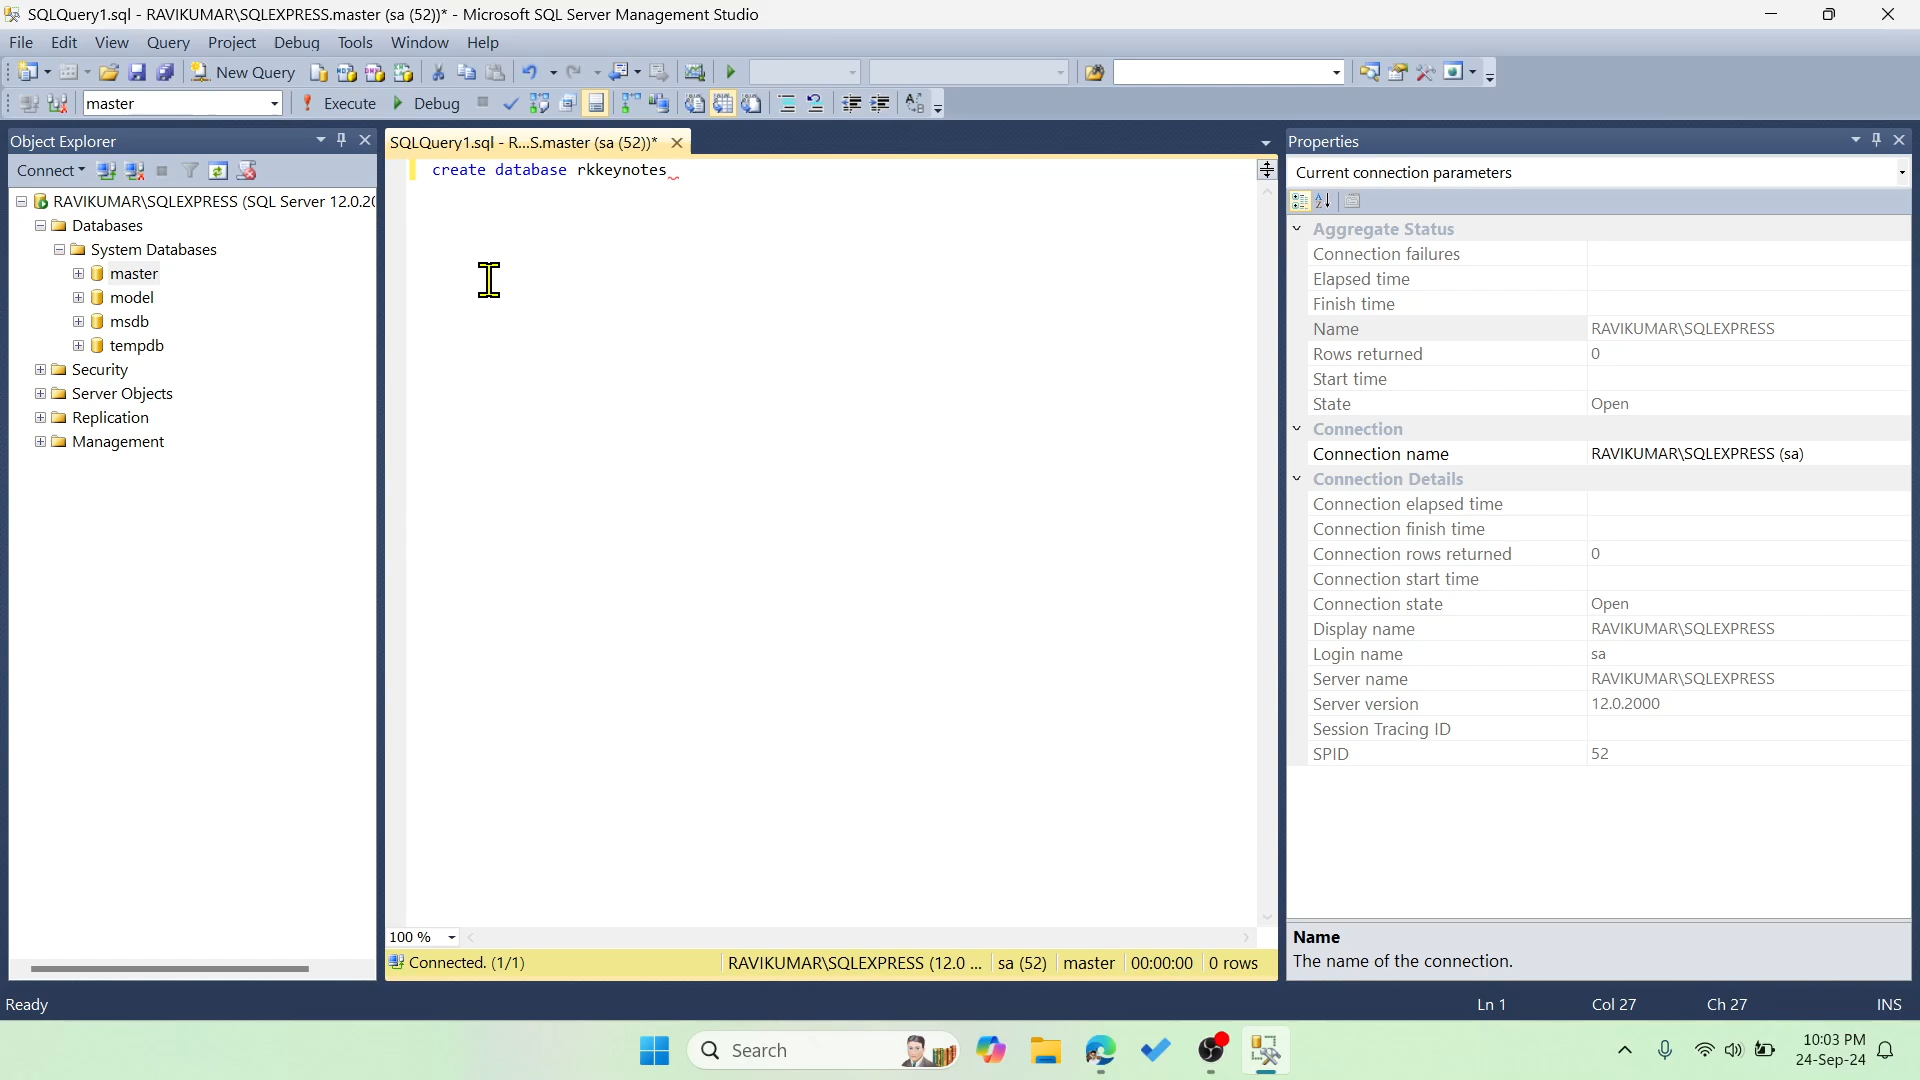 SQLQuery1.sql - RAVIKUMAR\SQLEXPRESS.master (sa (52))* - Microsoft SQL Server Management Studio
File Edit View Query Project Debug Tools Window Help
New Query
master Execute Debug
Object Explorer
Connect
RAVIKUMAR\SQLEXPRESS (SQL Server 12.0.20
Databases
System Databases
master
model
msdb
tempdb
Security
Server Objects
Replication
Management
SQLQuery1.sql - R...S.master (sa (52))*
create database rkkeynotes
100 %
Connected. (1/1) RAVIKUMAR\SQLEXPRESS (12.0 ... sa (52) master 00:00:00 0 rows
Properties
Current connection parameters
Aggregate Status
Connection failures
Elapsed time
Finish time
Name RAVIKUMAR\SQLEXPRESS
Rows returned 0
Start time
State Open
Connection
Connection name RAVIKUMAR\SQLEXPRESS (sa)
Connection Details
Connection elapsed time
Connection finish time
Connection rows returned 0
Connection start time
Connection state Open
Display name RAVIKUMAR\SQLEXPRESS
Login name sa
Server name RAVIKUMAR\SQLEXPRESS
Server version 12.0.2000
Session Tracing ID
SPID 52
Name
The name of the connection.
Ready Ln 1 Col 27 Ch 27 INS
Search
10:03 PM
24-Sep-24